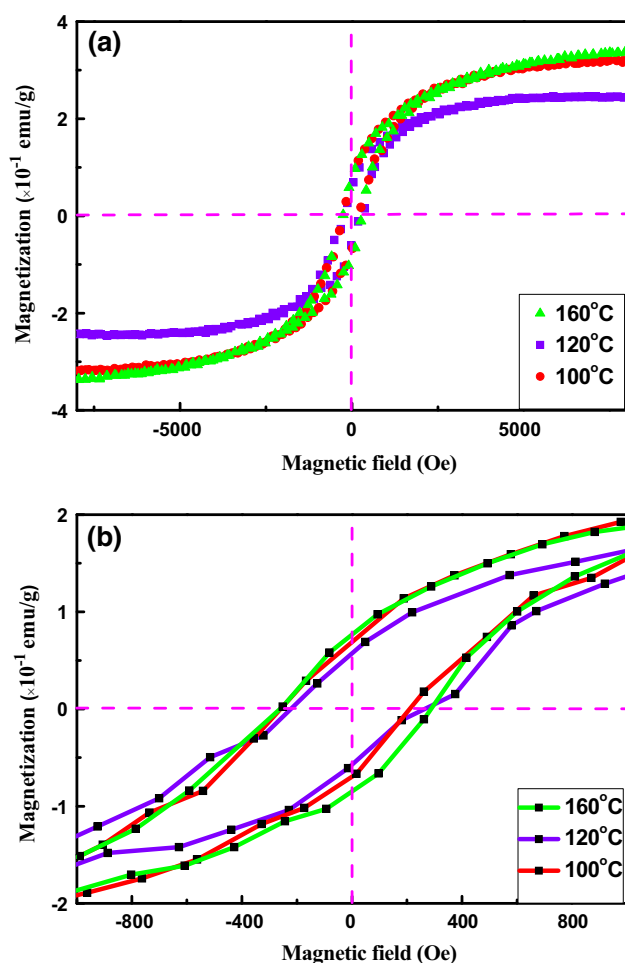 (a)
Magnetization (×10⁻¹ emu/g)
4
2
0
-2
-4
160°C
120°C
100°C
-5000 0 5000
Magnetic field (Oe)
(b)
Magnetization (×10⁻¹ emu/g)
2
1
0
-1
-2
160°C
120°C
100°C
-800 -400 0 400 800
Magnetic field (Oe)